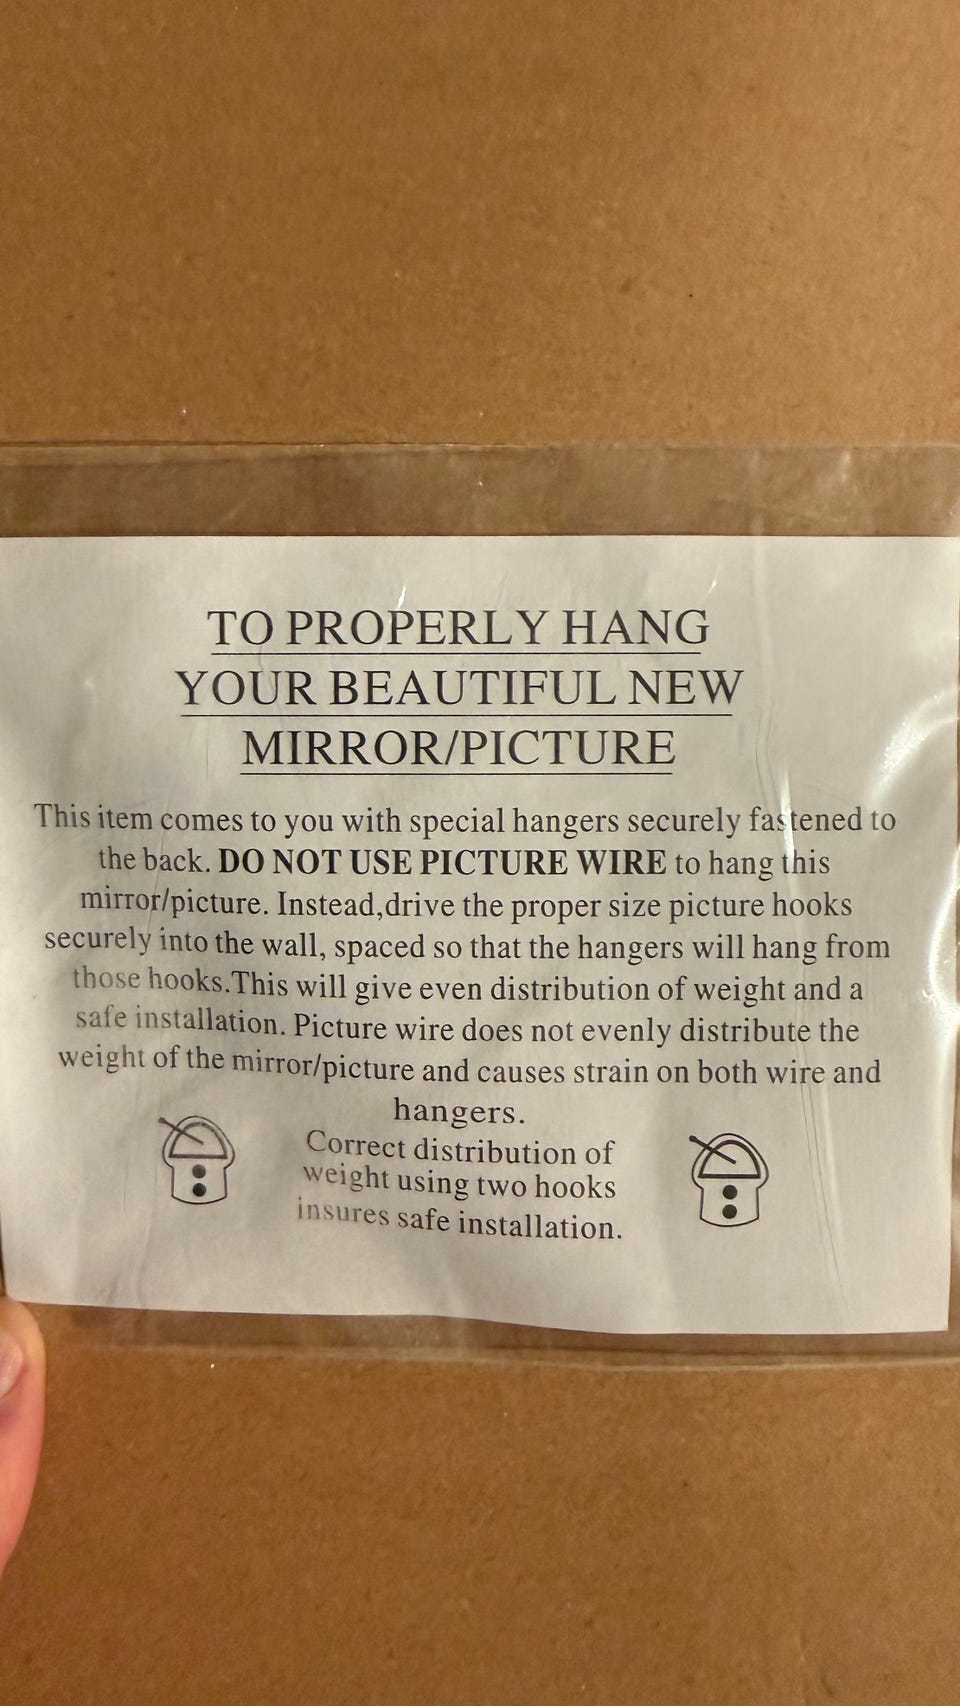 TO PROPERLY HANG
YOUR BEAUTIFUL NEW
MIRROR/PICTURE
This item comes to you with special hangers securely fastened to
the back. DO NOT USE PICTURE WIRE to hang this
mirror/picture. Instead,drive the proper size picture hooks
securely into the wall, spaced so that the hangers will hang from
those hooks.This will give even distribution of weight and a
safe installation. Picture wire does not evenly distribute the
weight of the mirror/picture and causes strain on both wire and
hangers.
Correct distribution of
weight using two hooks
insures safe installation.